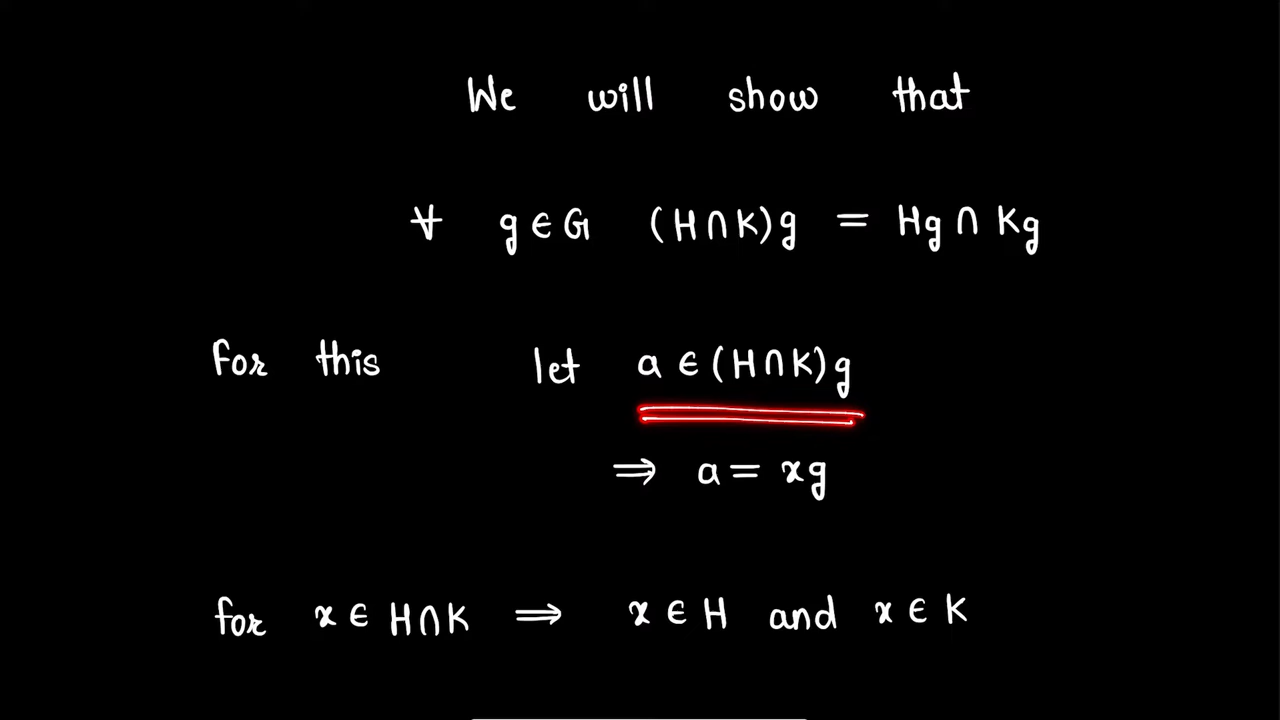 We will show that
∀ g ∈ G (H ∩ K)g = Hg ∩ Kg
For this let a ∈ (H ∩ K)g
⟹ a = xg
for x ∈ H ∩ K ⟹ x ∈ H and x ∈ K